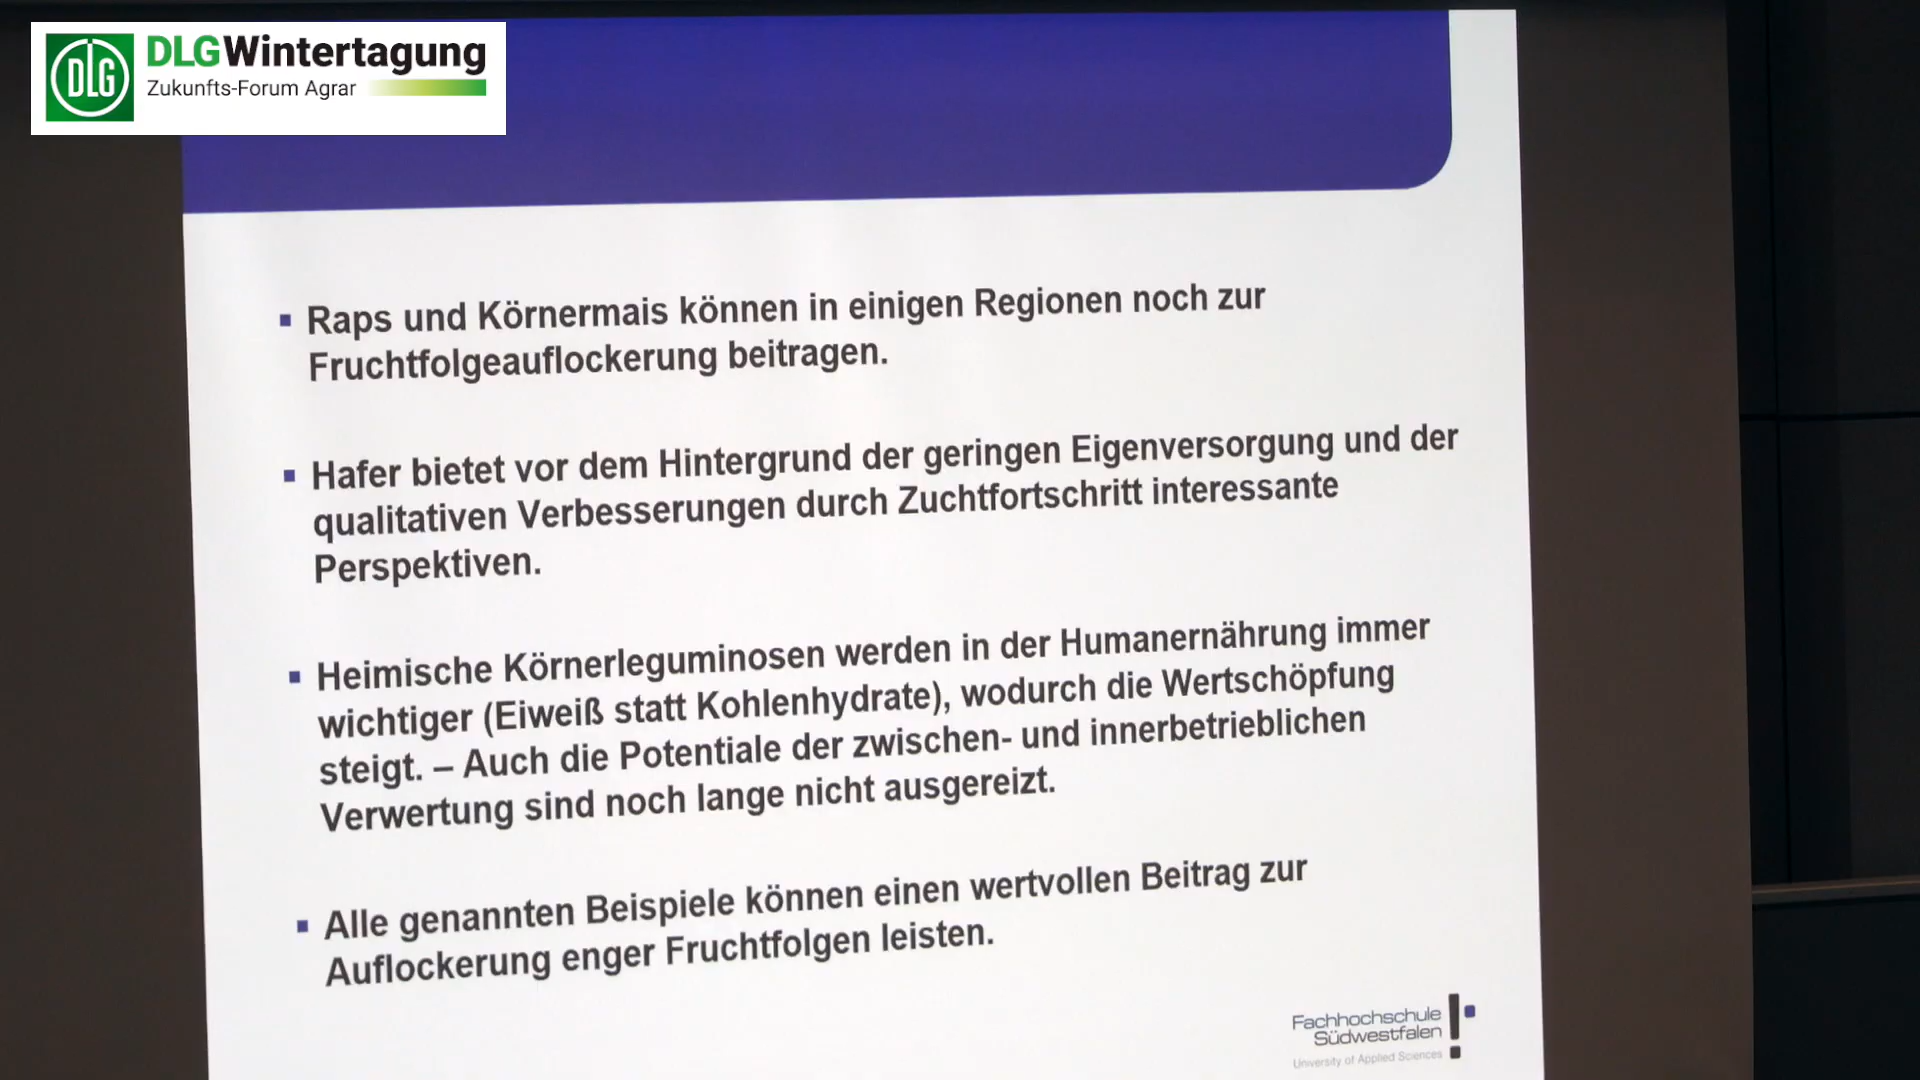 DLG
DLGWintertagung
Zukunfts-Forum Agrar
▪ Raps und Körnermais können in einigen Regionen noch zur
Fruchtfolgeauflockerung beitragen.
▪ Hafer bietet vor dem Hintergrund der geringen Eigenversorgung und der
qualitativen Verbesserungen durch Zuchtfortschritt interessante
Perspektiven.
▪ Heimische Körnerleguminosen werden in der Humanernährung immer
wichtiger (Eiweiß statt Kohlenhydrate), wodurch die Wertschöpfung
steigt. – Auch die Potentiale der zwischen- und innerbetrieblichen
Verwertung sind noch lange nicht ausgereizt.
▪ Alle genannten Beispiele können einen wertvollen Beitrag zur
Auflockerung enger Fruchtfolgen leisten.
Fachhochschule
Südwestfalen
University of Applied Sciences